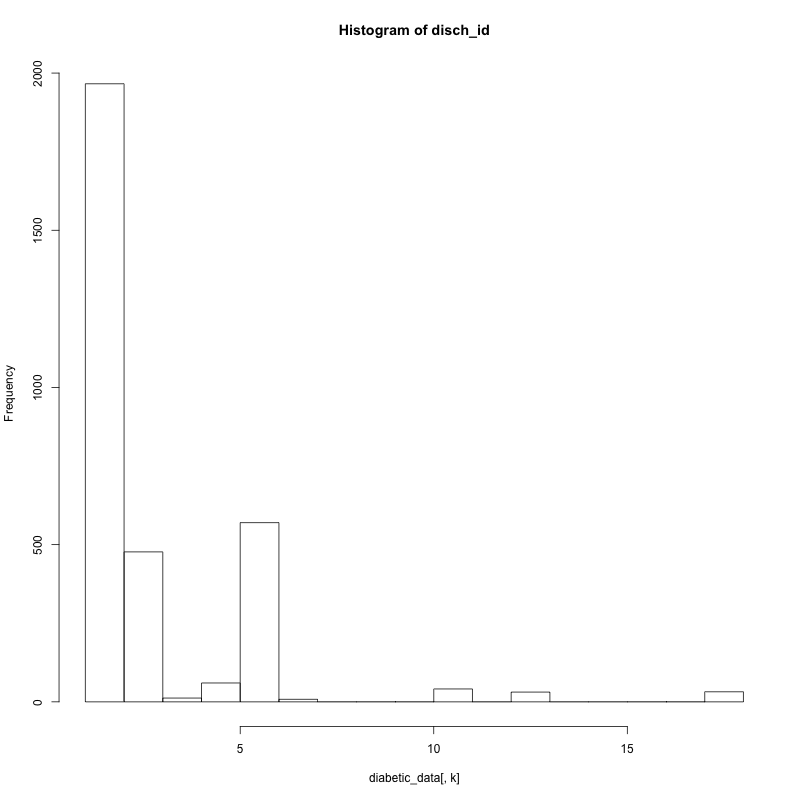 Histogram of disch_id
2000
1500
1000
500
0
Frequency
5 10 15
diabetic_data[, k]